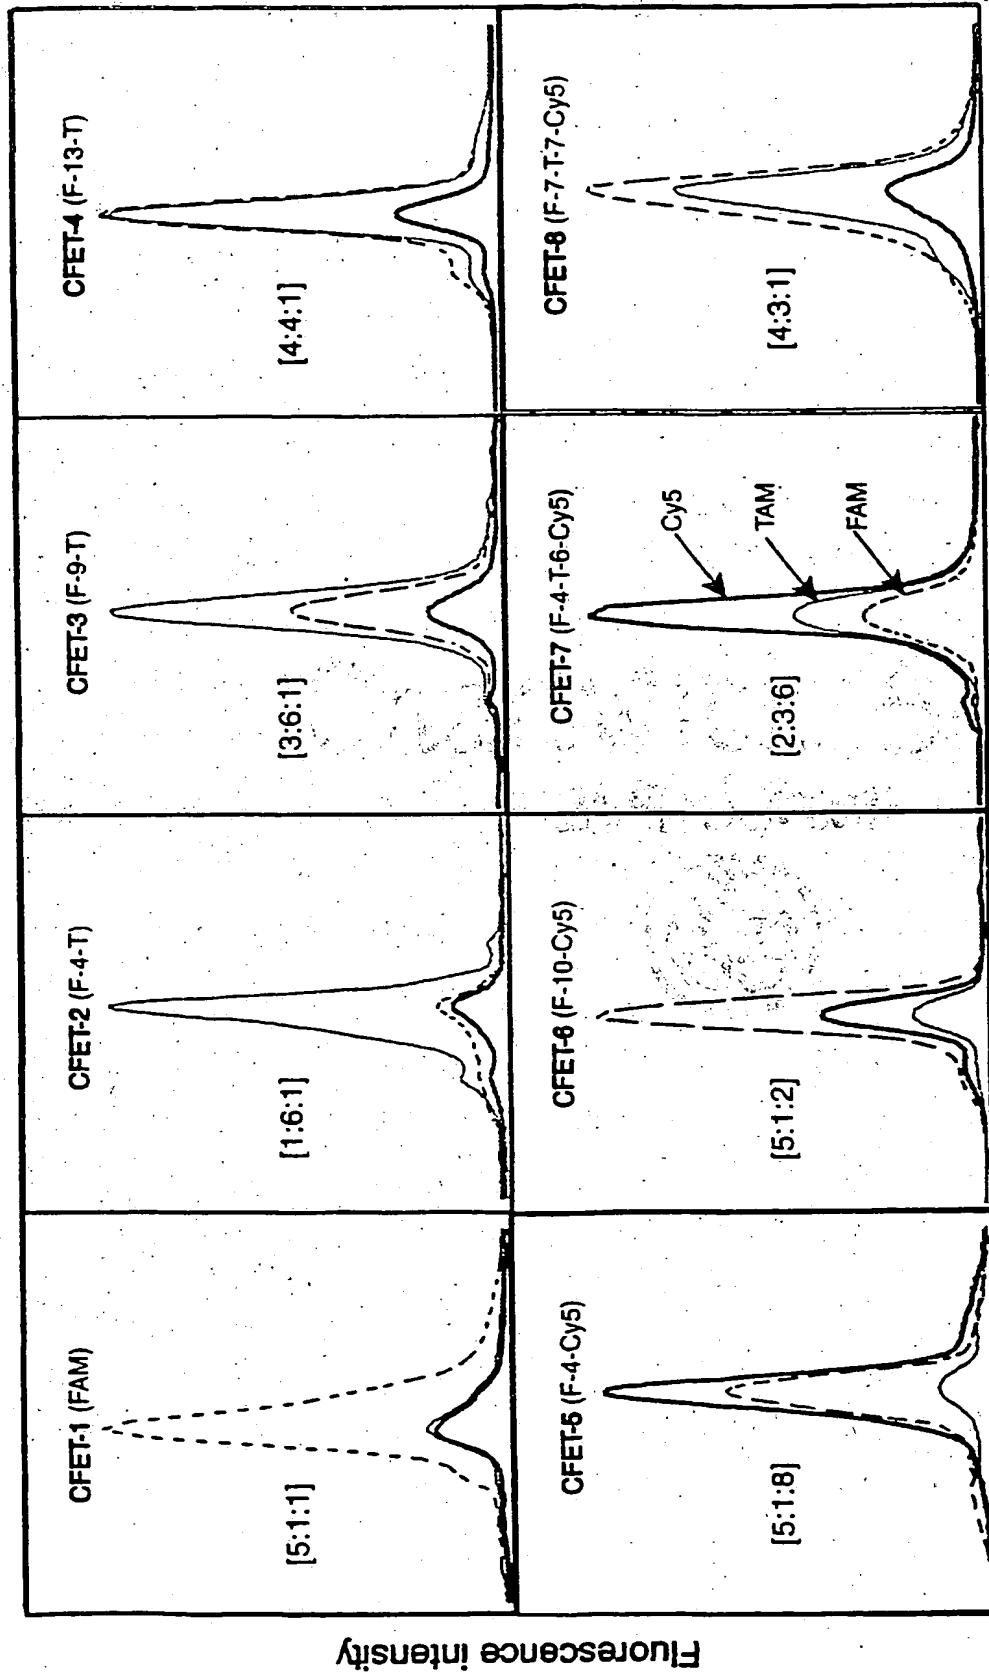 Fluorescence intensity
CFET-1 (FAM)
[5:1:1]
CFET-2 (F-4-T)
[1:6:1]
CFET-3 (F-9-T)
[3:6:1]
CFET-4 (F-13-T)
[4:4:1]
CFET-5 (F-4-Cy5)
[5:1:8]
CFET-6 (F-10-Cy5)
[5:1:2]
CFET-7 (F-4-T-6-Cy5)
[2:3:6]
Cy5
TAM
FAM
CFET-8 (F-7-T-7-Cy5)
[4:3:1]